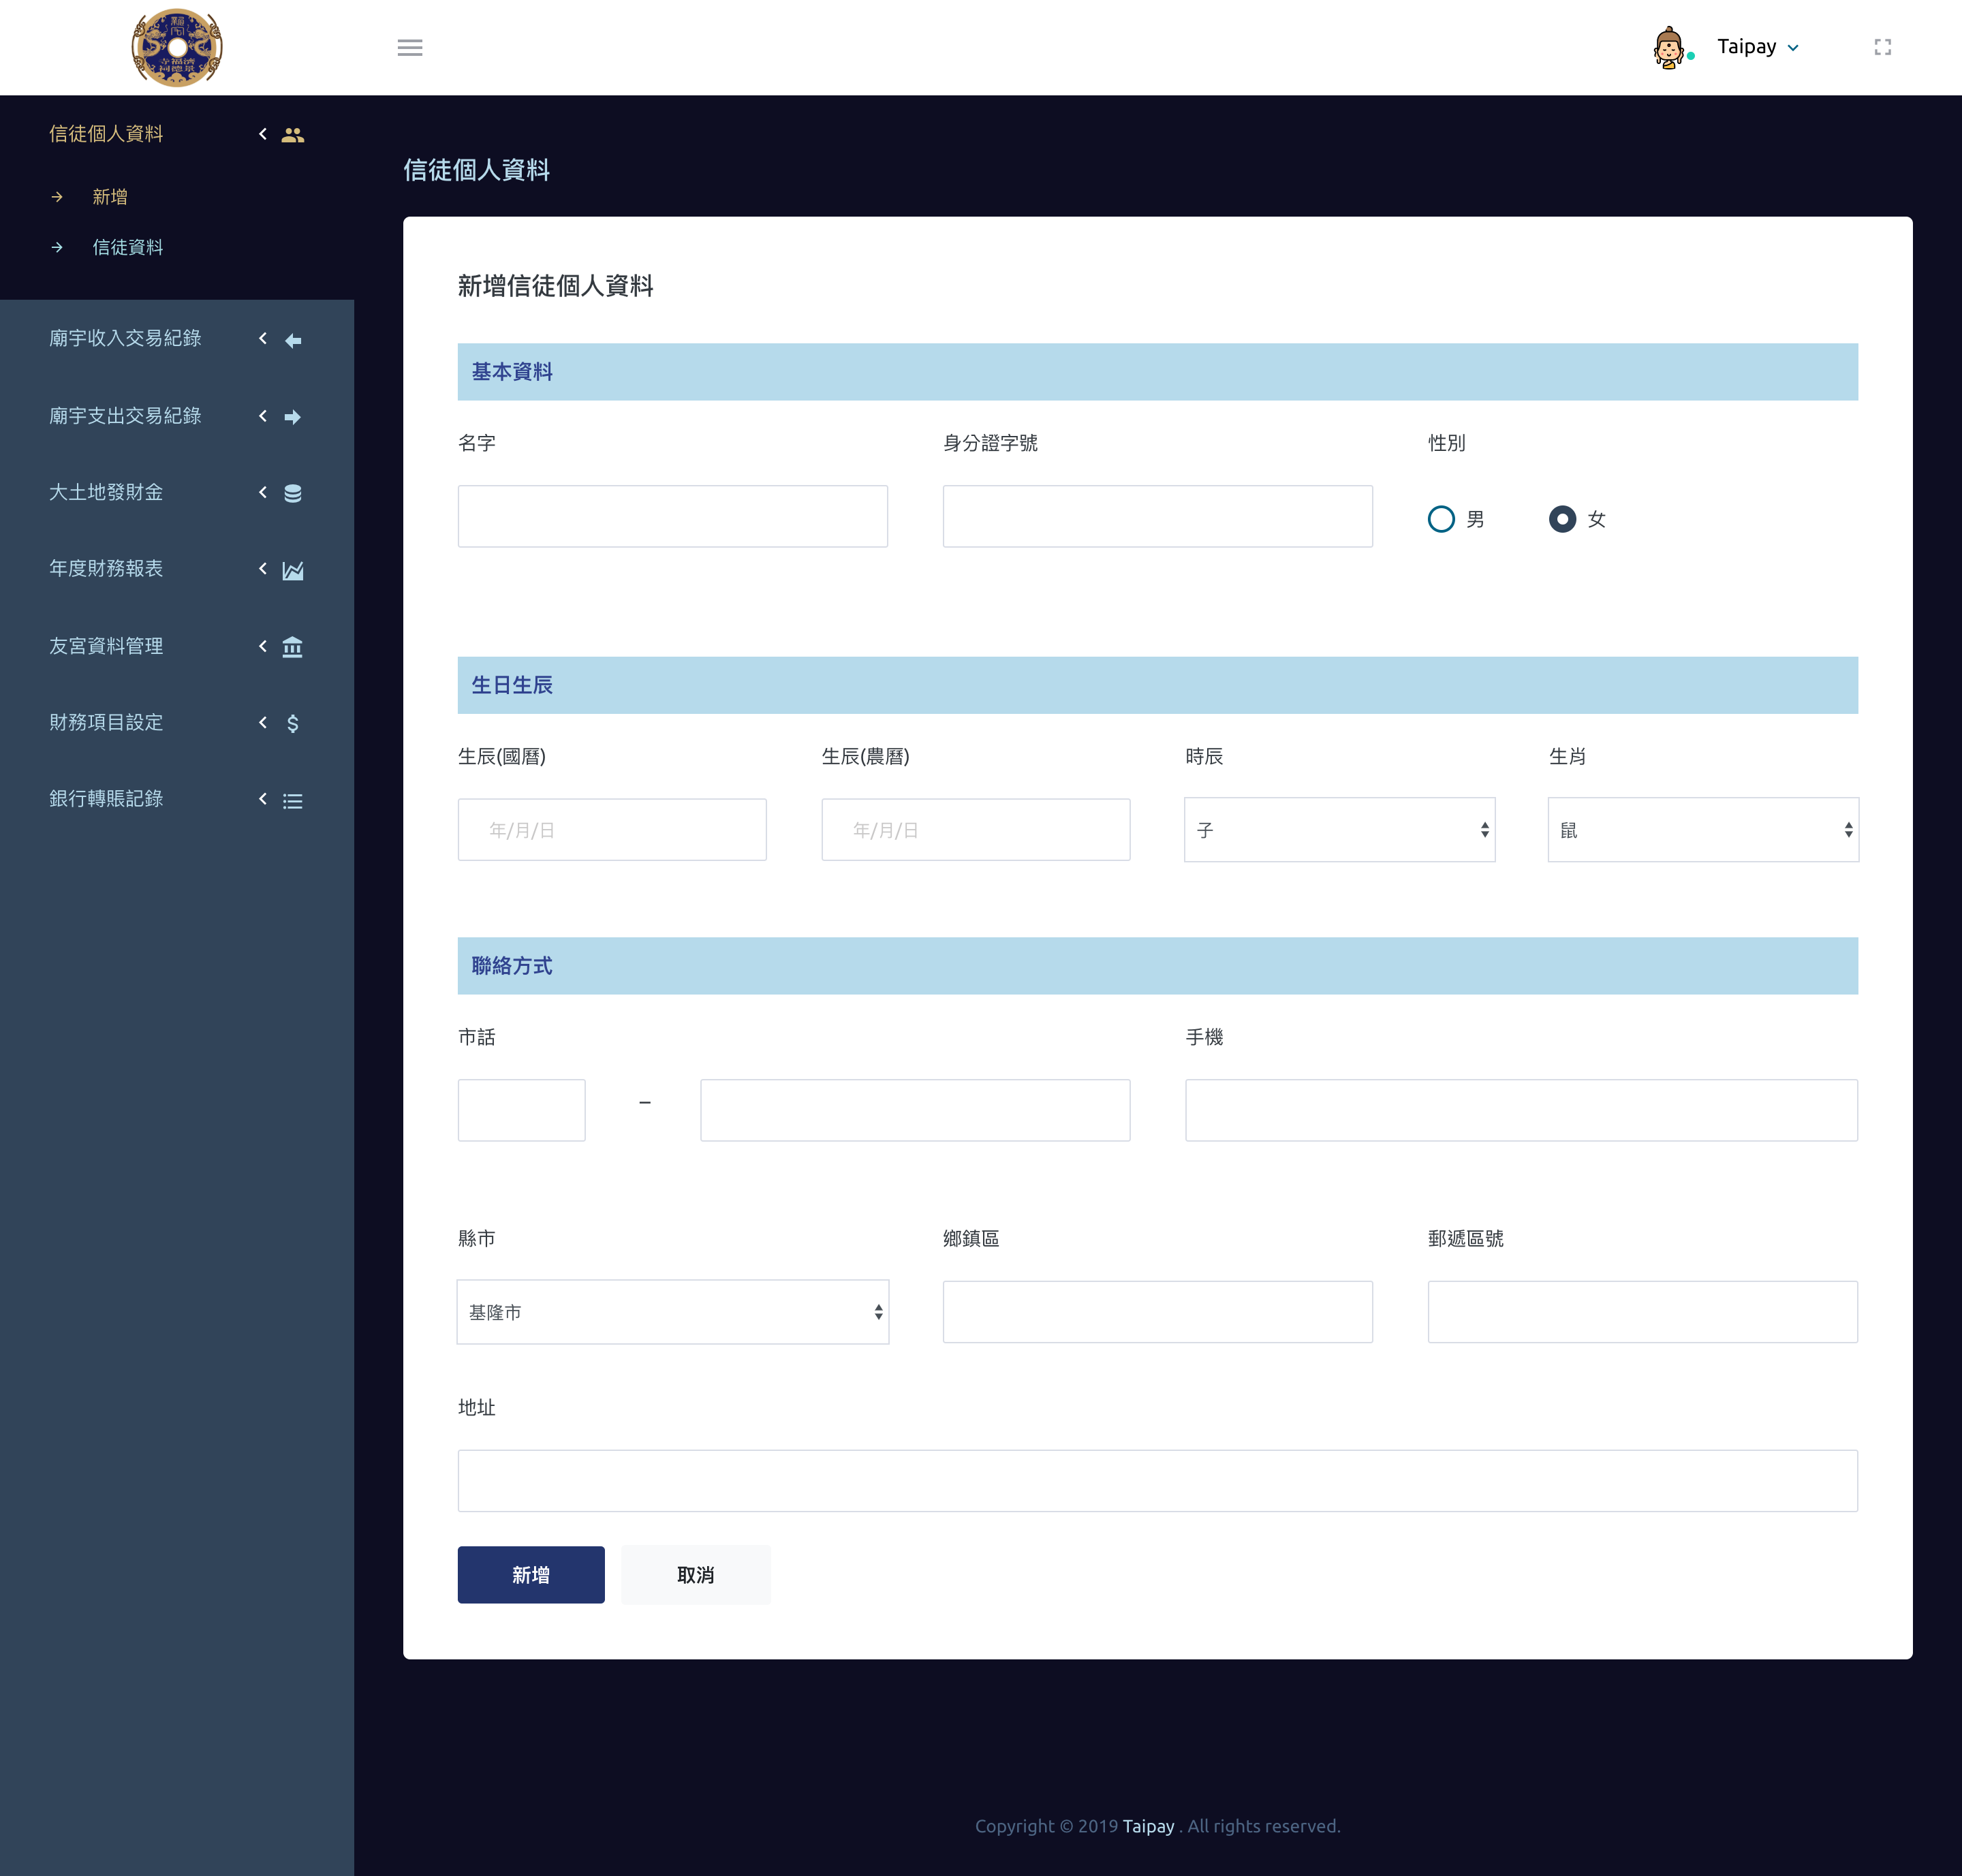 Taipay
信徒個人資料
新增
信徒資料
廟宇收入交易紀錄
廟宇支出交易紀錄
大土地發財金
年度財務報表
友宮資料管理
財務項目設定
銀行轉賬記錄
信徒個人資料
新增信徒個人資料
基本資料
名字 身分證字號 性別
男 女
生日生辰
生辰(國曆) 生辰(農曆) 時辰 生肖
年/月/日 年/月/日 子 鼠
聯絡方式
市話 手機
–
縣市 鄉鎮區 郵遞區號
基隆市
地址
新增 取消
Copyright © 2019 Taipay . All rights reserved.